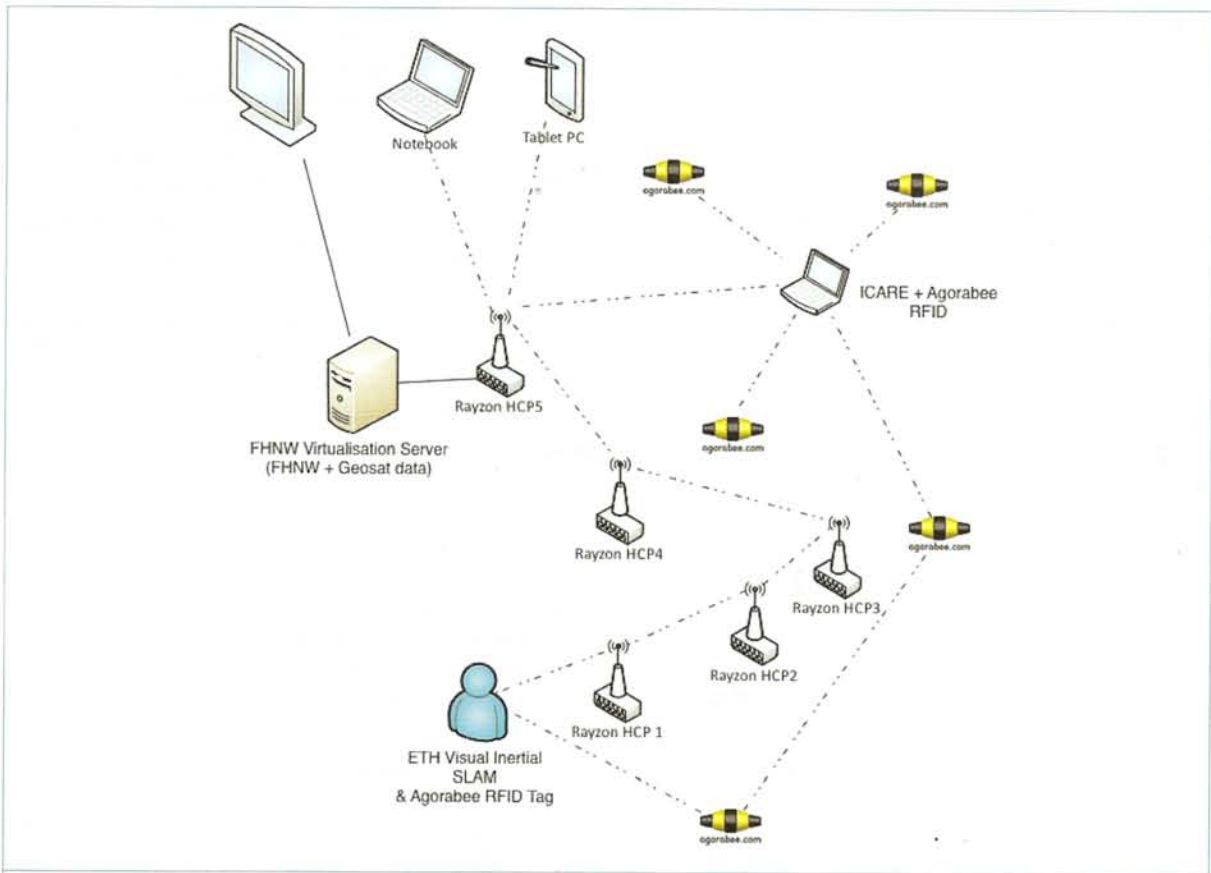 Notebook
Tablet PC
agorabee.com
agorabee.com
ICARE + Agorabee
RFID
Rayzon HCP5
FHNW Virtualisation Server
(FHNW + Geosat data)
agorabee.com
Rayzon HCP4
agorabee.com
Rayzon HCP3
Rayzon HCP2
Rayzon HCP 1
ETH Visual Inertial
SLAM
& Agorabee RFID Tag
agorabee.com